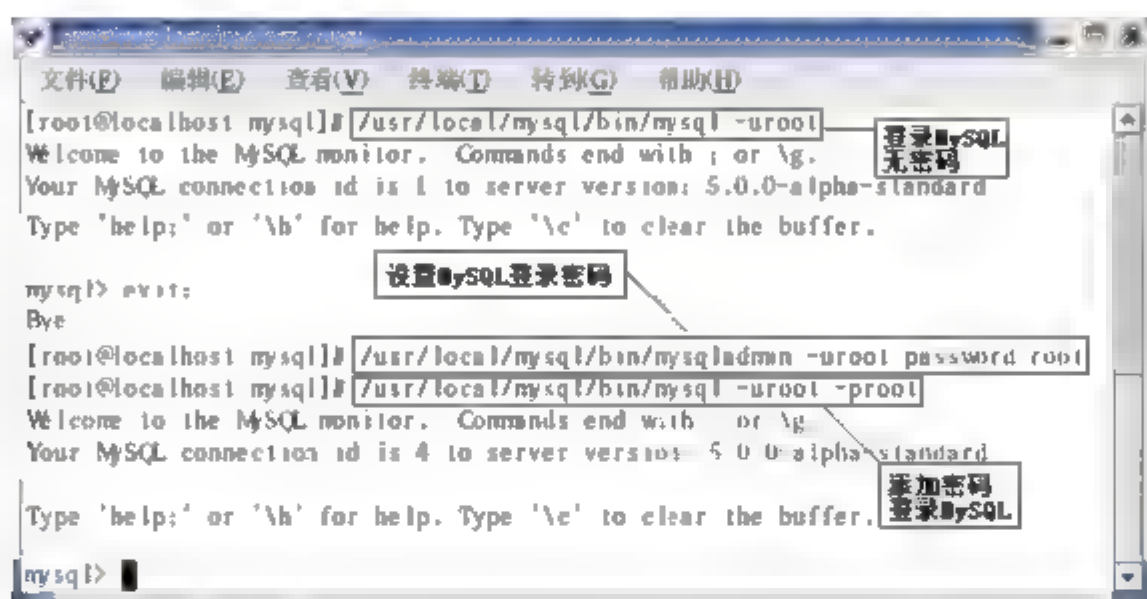 文件(F) 编辑(E) 查看(V) 终端(T) 转到(G) 帮助(H)
[root@localhost mysql]# /usr/local/mysql/bin/mysql -uroot
登录MySQL
无密码
Welcome to the MySQL monitor. Commands end with ; or \g.
Your MySQL connection id is 1 to server version: 5.0.0-alpha-standard
Type 'help;' or '\h' for help. Type '\c' to clear the buffer.
设置MySQL登录密码
mysql> exit;
Bye
[root@localhost mysql]# /usr/local/mysql/bin/mysqladmin -uroot password root
[root@localhost mysql]# /usr/local/mysql/bin/mysql -uroot -proot
Welcome to the MySQL monitor. Commands end with ; or \g.
Your MySQL connection id is 4 to server version: 5.0.0-alpha-standard
添加密码
登录MySQL
Type 'help;' or '\h' for help. Type '\c' to clear the buffer.
mysql>